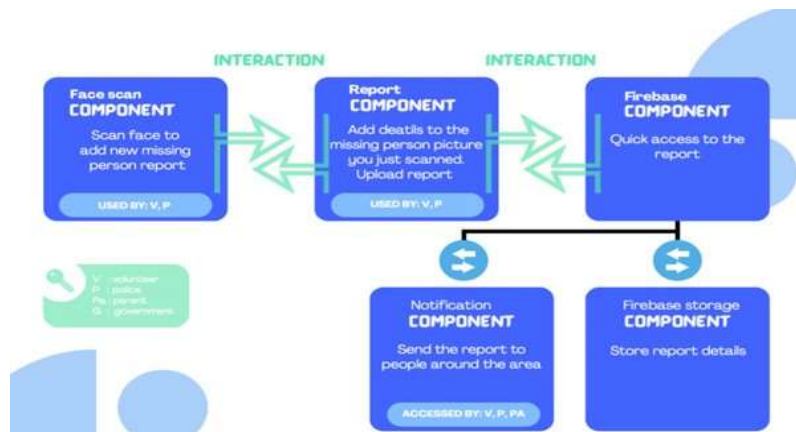 INTERACTION
INTERACTION
Face scan
COMPONENT
Scan face to
add new missing
person report
USED BY: V, P
Report
COMPONENT
Add deatils to the
missing person picture
you just scanned.
Upload report
USED BY: V, P
Firebase
COMPONENT
Quick access to the
report
V : volunteer
P : police
Pa : parent
G : government
Notification
COMPONENT
Send the report to
people around the area
ACCESSED BY: V, P, PA
Firebase storage
COMPONENT
Store report details